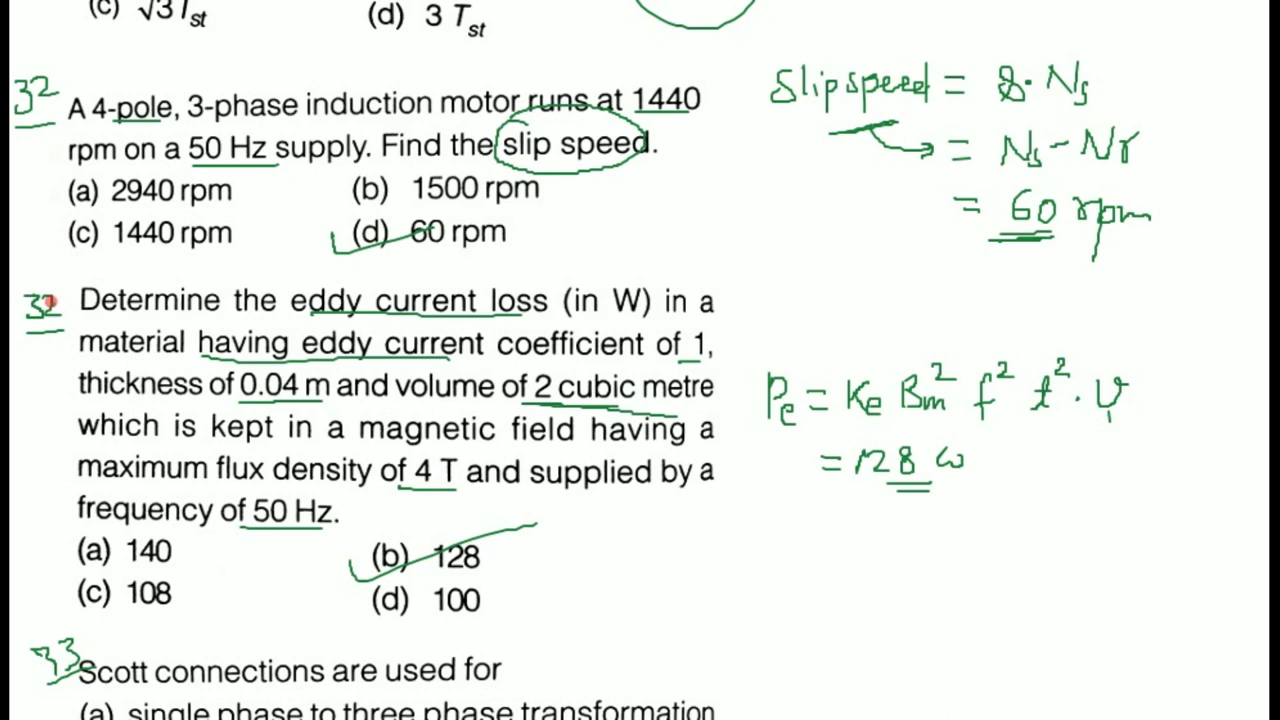 (c) √3 T_st (d) 3 T_st
32
A 4-pole, 3-phase induction motor runs at 1440
rpm on a 50 Hz supply. Find the slip speed.
(a) 2940 rpm (b) 1500 rpm
(c) 1440 rpm (d) 60 rpm
Slip speed = s. Ns
= Ns - Nr
= 60 rpm
32
Determine the eddy current loss (in W) in a
material having eddy current coefficient of 1,
thickness of 0.04 m and volume of 2 cubic metre
which is kept in a magnetic field having a
maximum flux density of 4 T and supplied by a
frequency of 50 Hz.
(a) 140 (b) 128
(c) 108 (d) 100
Pe = Ke Bm² f² t² . V
= 128 W
33
Scott connections are used for
(a) single phase to three phase transformation